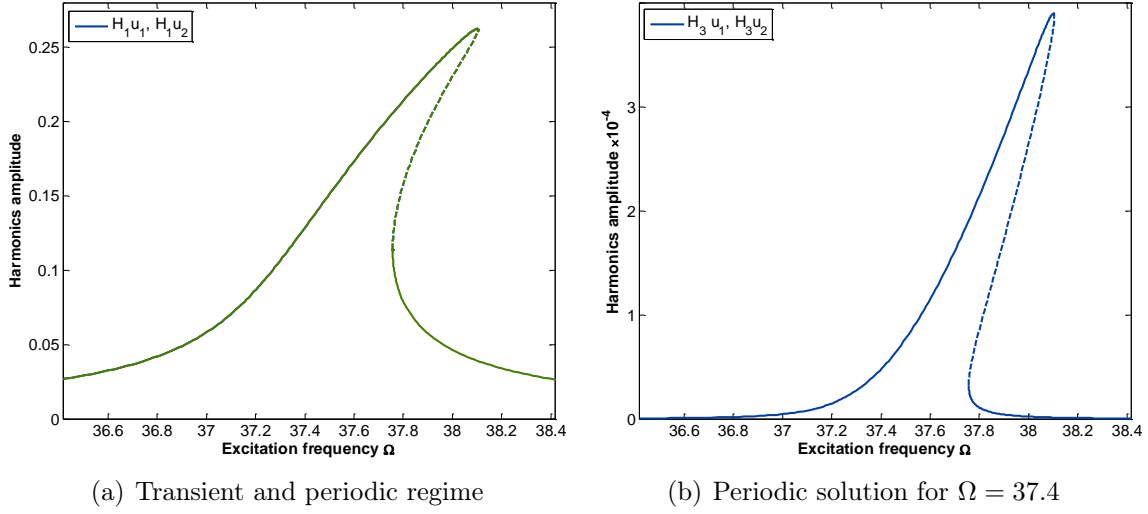 H₁u₁, H₁u₂
0.25
0.2
0.15
0.1
0.05
0
Harmonics amplitude
36.6 36.8 37 37.2 37.4 37.6 37.8 38 38.2 38.4
Excitation frequency Ω
(a) Transient and periodic regime
H₃ u₁, H₃u₂
3
2
1
0
Harmonics amplitude ×10⁻⁴
36.6 36.8 37 37.2 37.4 37.6 37.8 38 38.2 38.4
Excitation frequency Ω
(b) Periodic solution for Ω = 37.4